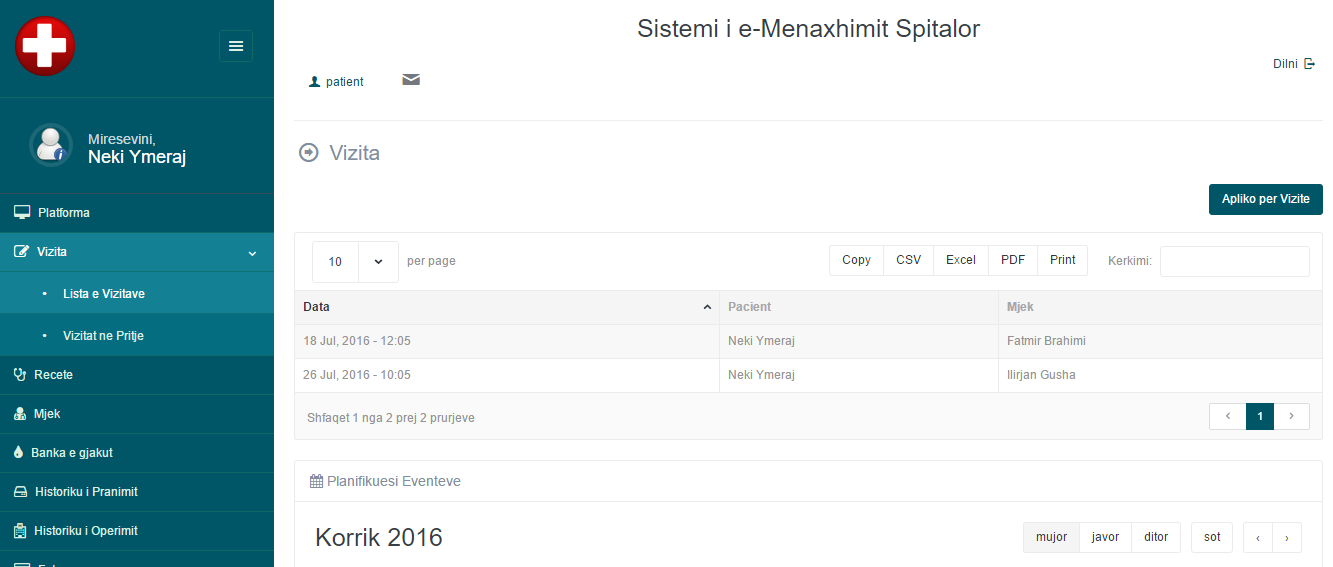 Sistemi i e-Menaxhimit Spitalor
Dilni
patient
Miresevini,
Neki Ymeraj
Platforma
Vizita
Lista e Vizitave
Vizitat ne Pritje
Recete
Mjek
Banka e gjakut
Historiku i Pranimit
Historiku i Operimit
Vizita
Apliko per Vizite
10 per page Copy CSV Excel PDF Print Kerkimi:
Data Pacient Mjek
18 Jul, 2016 - 12:05 Neki Ymeraj Fatmir Brahimi
26 Jul, 2016 - 10:05 Neki Ymeraj Ilirjan Gusha
Shfaqet 1 nga 2 prej 2 prurjeve ‹ 1 ›
Planifikuesi Eventeve
Korrik 2016 mujor javor ditor sot ‹ ›